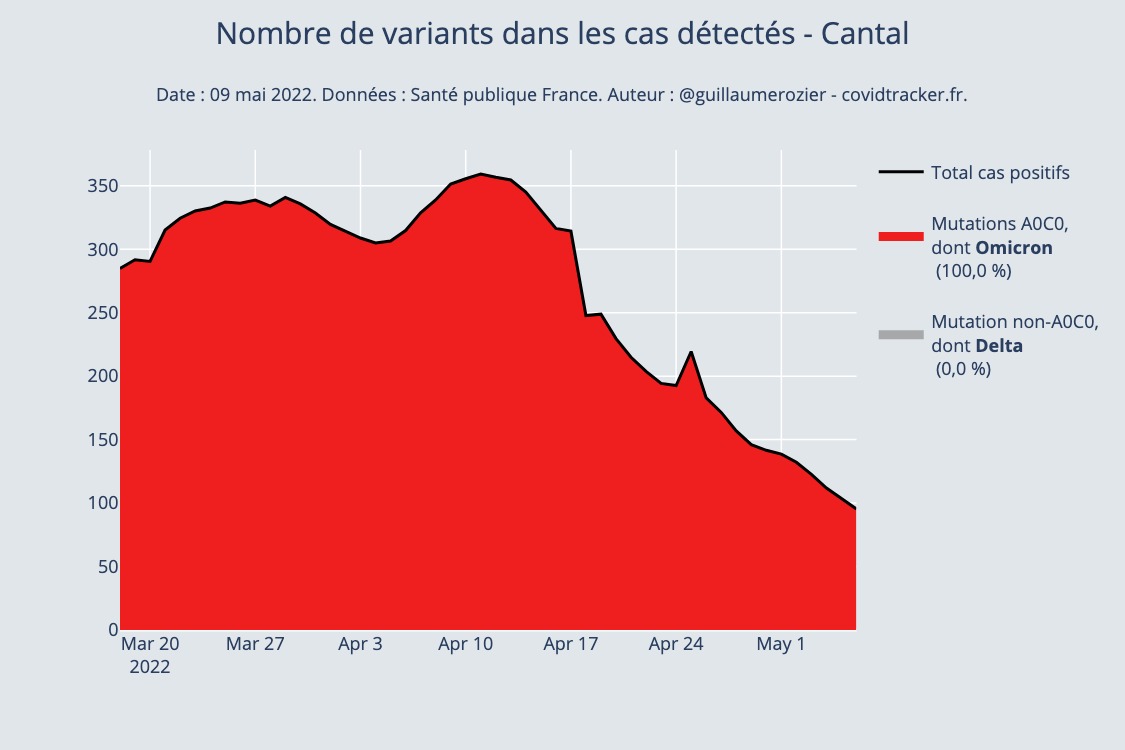 Nombre de variants dans les cas détectés - Cantal
Date : 09 mai 2022. Données : Santé publique France. Auteur : @guillaumerozier - covidtracker.fr.
350
300
250
200
150
100
50
0
Mar 20
2022
Mar 27
Apr 3
Apr 10
Apr 17
Apr 24
May 1
Total cas positifs
Mutations A0C0,
dont Omicron
(100,0 %)
Mutation non-A0C0,
dont Delta
(0,0 %)